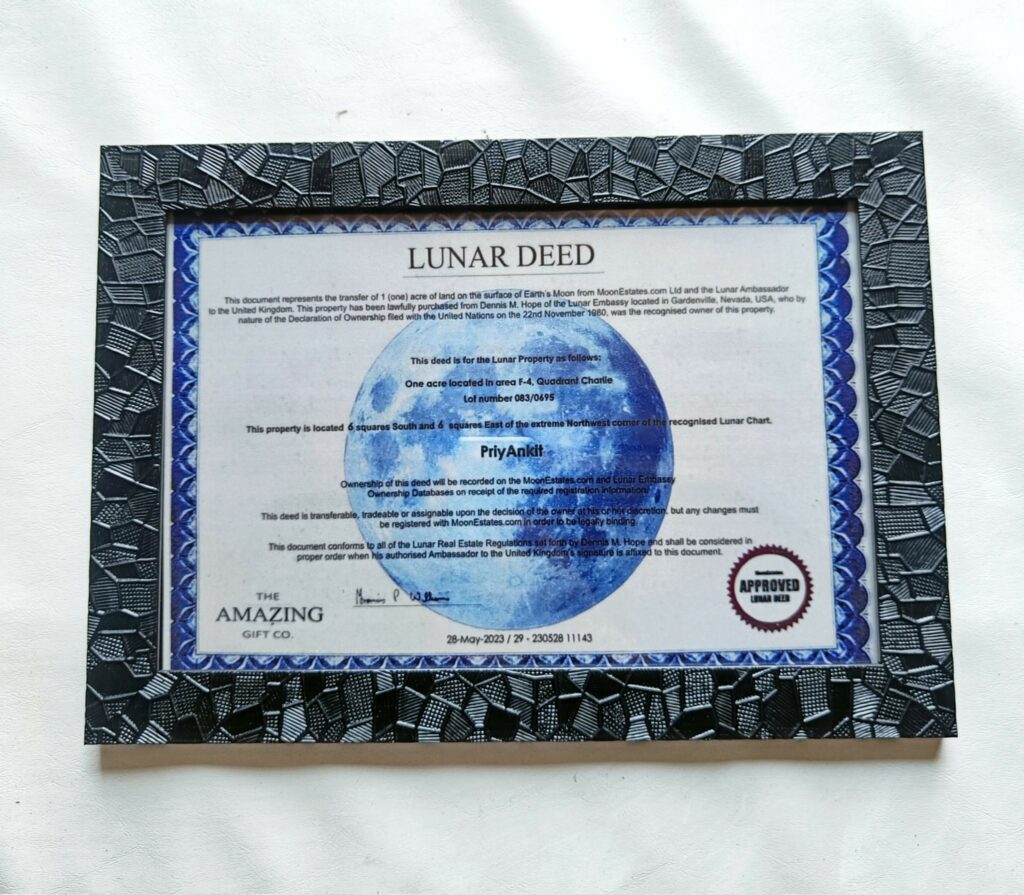 LUNAR DEED
This document represents the transfer of 1 (one) acre of land on the surface of Earth's Moon from MoonEstates.com Ltd and the Lunar Ambassador
to the United Kingdom. This property has been lawfully purchased from Dennis M. Hope of the Lunar Embassy located in Gardenville, Nevada, USA, who by
nature of the Declaration of Ownership filed with the United Nations on the 22nd November 1980, was the recognised owner of this property.
This deed is for the Lunar Property as follows:
One acre located in area F-4, Quadrant Charlie
Lot number 083/0695
This property is located 6 squares South and 6 squares East of the extreme Northwest corner of the recognised Lunar Chart.
PriyAnkit
Ownership of this deed will be recorded on the MoonEstates.com and Lunar Embassy
Ownership Databases on receipt of the required registration information.
This deed is transferable, tradeable or assignable upon the decision of the owner at his or her discretion, but any changes must
be registered with MoonEstates.com in order to be legally binding.
This document conforms to all of the Lunar Real Estate Regulations set forth by Dennis M. Hope and shall be considered in
proper order when his authorised Ambassador to the United Kingdom's signature is affixed to this document.
THE
AMAZING
GIFT CO.
28-May-2023 / 29 - 230528 11143
APPROVED
LUNAR DEED